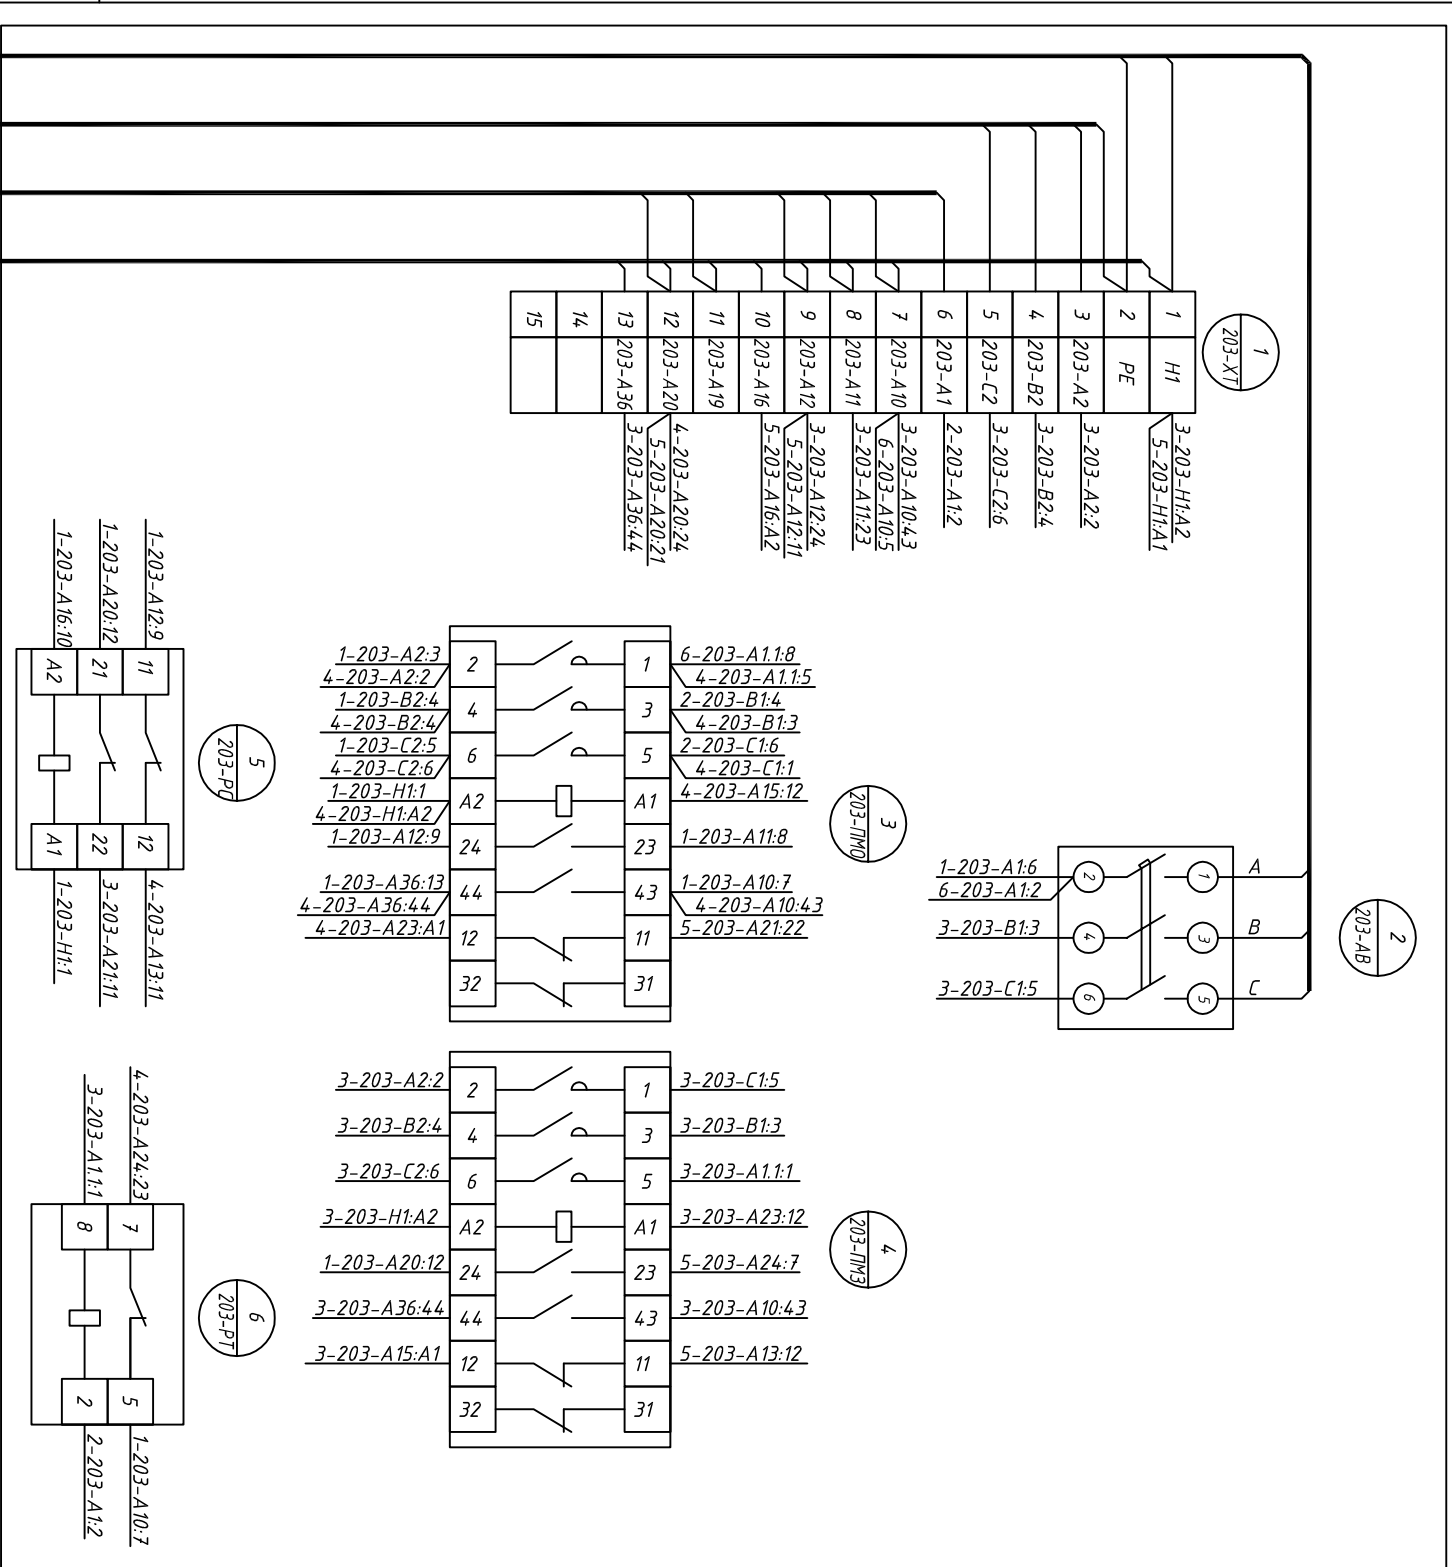 1
203-ХТ
1 H1
2 PE
3 203-A2
4 203-B2
5 203-C2
6 203-A1
7 203-A10
8 203-A11
9 203-A12
10 203-A16
11 203-A19
12 203-A20
13 203-A36
14
15
3-203-H1:A2
5-203-H1:A1
3-203-A2:2
3-203-B2:4
3-203-C2:6
2-203-A1:2
3-203-A10:43
6-203-A10:5
3-203-A11:23
3-203-A12:24
5-203-A12:11
5-203-A16:A2
4-203-A20:24
5-203-A20:21
3-203-A36:44
2
203-АВ
1-203-A1:6 2 1 A
6-203-A1:2
3-203-B1:3 4 3 B
3-203-C1:5 6 5 C
3
203-ПМО
1-203-A2:3 2 1 6-203-A1.1:8
4-203-A2:2 4-203-A1.1:5
1-203-B2:4 4 3 2-203-B1:4
4-203-B2:4 4-203-B1:3
1-203-C2:5 6 5 2-203-C1:6
4-203-C2:6 4-203-C1:1
1-203-H1:1 A2 A1 4-203-A15:12
4-203-H1:A2
1-203-A12:9 24 23 1-203-A11:8
1-203-A36:13 44 43 1-203-A10:7
4-203-A36:44 4-203-A10:43
4-203-A23:A1 12 11 5-203-A21:22
32 31
4
203-ПМЗ
3-203-A2:2 2 1 3-203-C1:5
3-203-B2:4 4 3 3-203-B1:3
3-203-C2:6 6 5 3-203-A1.1:1
3-203-H1:A2 A2 A1 3-203-A23:12
1-203-A20:12 24 23 5-203-A24:7
3-203-A36:44 44 43 3-203-A10:43
3-203-A15:A1 12 11 5-203-A13:12
32 31
5
203-РС
1-203-A12:9 11 12 4-203-A13:11
1-203-A20:12 21 22 3-203-A21:11
1-203-A16:10 A2 A1 1-203-H1:1
6
203-РТ
4-203-A24:23 7 5 1-203-A10:7
3-203-A1.1:1 8 2 2-203-A1:2